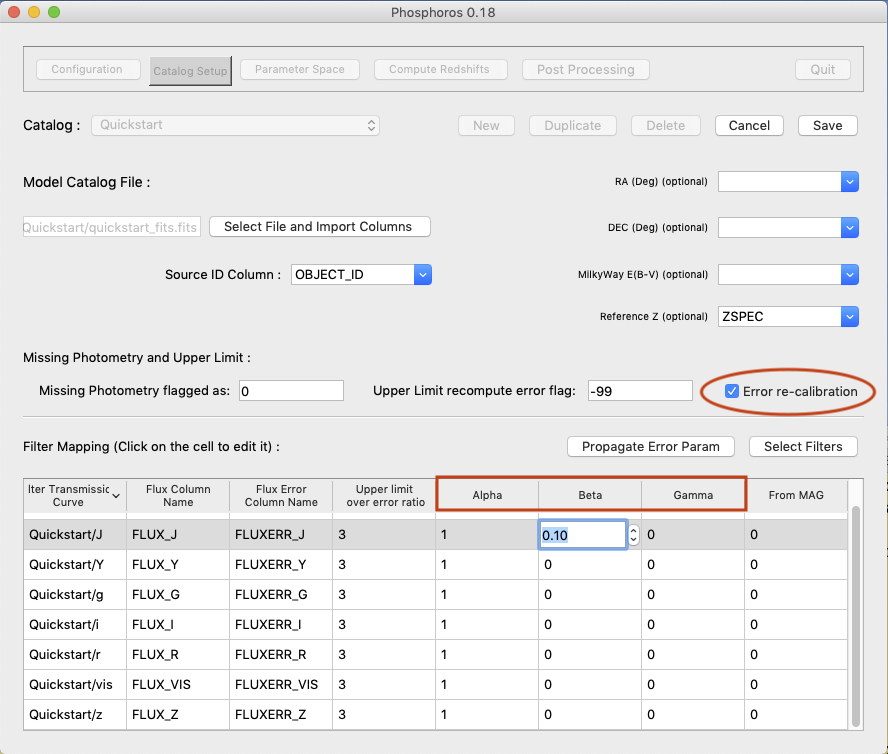 Phosphoros 0.18
Configuration Catalog Setup Parameter Space Compute Redshifts Post Processing Quit
Catalog : Quickstart New Duplicate Delete Cancel Save
Model Catalog File : RA (Deg) (optional)
Quickstart/quickstart_fits.fits Select File and Import Columns DEC (Deg) (optional)
Source ID Column : OBJECT_ID MilkyWay E(B-V) (optional)
Reference Z (optional) ZSPEC
Missing Photometry and Upper Limit :
Missing Photometry flagged as: 0 Upper Limit recompute error flag: -99 Error re-calibration
Filter Mapping (Click on the cell to edit it) : Propagate Error Param Select Filters
lter Transmissic Flux Column Flux Error Upper limit Alpha Beta Gamma From MAG
Curve Name Column Name over error ratio
Quickstart/J FLUX_J FLUXERR_J 3 1 0.10 0 0
Quickstart/Y FLUX_Y FLUXERR_Y 3 1 0 0 0
Quickstart/g FLUX_G FLUXERR_G 3 1 0 0 0
Quickstart/i FLUX_I FLUXERR_I 3 1 0 0 0
Quickstart/r FLUX_R FLUXERR_R 3 1 0 0 0
Quickstart/vis FLUX_VIS FLUXERR_VIS 3 1 0 0 0
Quickstart/z FLUX_Z FLUXERR_Z 3 1 0 0 0